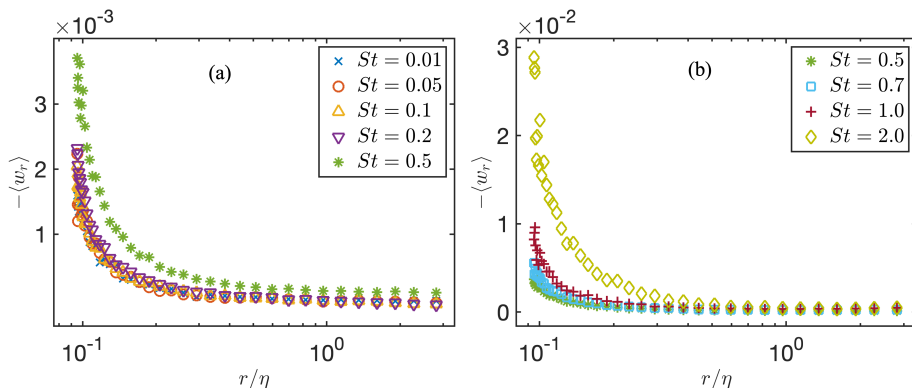 ×10⁻³
(a)
St = 0.01
St = 0.05
St = 0.1
St = 0.2
St = 0.5
3
2
1
−⟨w_r⟩
10⁻¹
10⁰
r/η
×10⁻²
(b)
St = 0.5
St = 0.7
St = 1.0
St = 2.0
3
2
1
0
−⟨w_r⟩
10⁻¹
10⁰
r/η